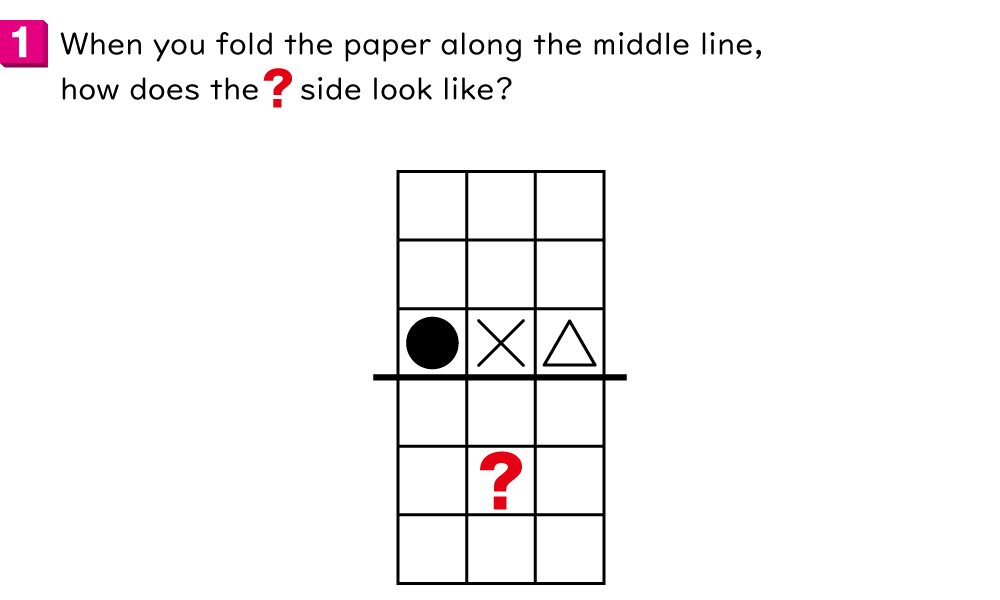 1 When you fold the paper along the middle line,
how does the ? side look like?
?